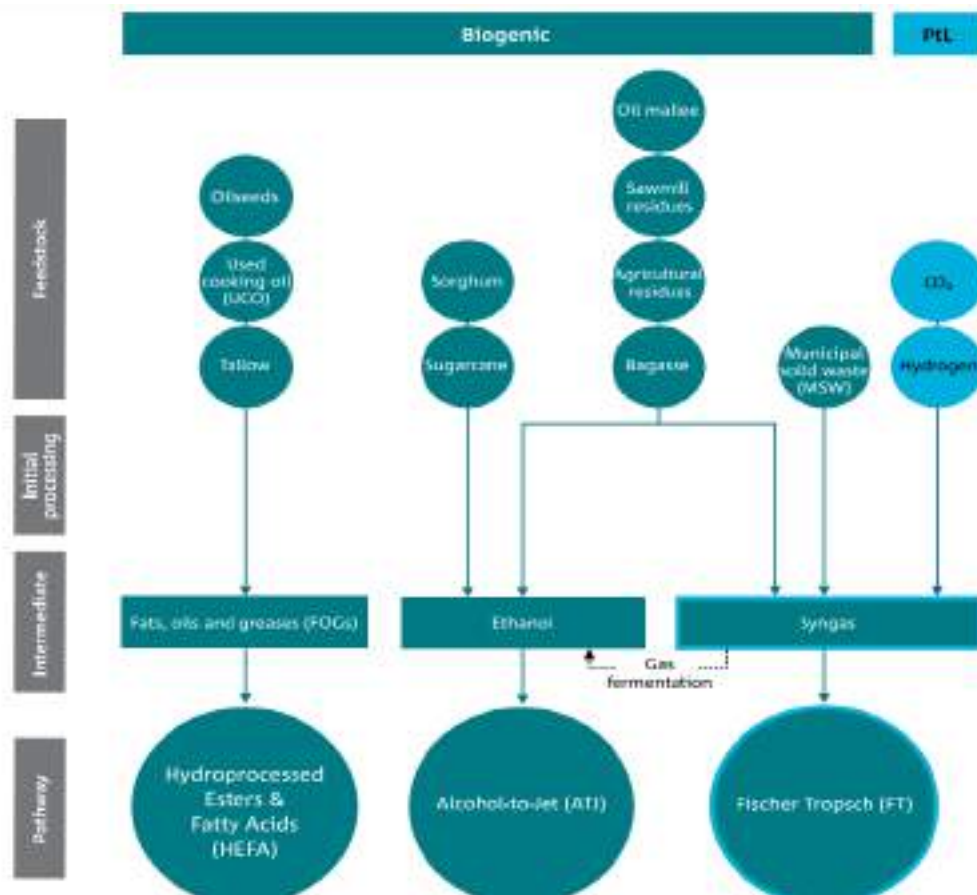 Biogenic
PtL
Feedstock
Oil mallee
Sawmill
residues
Agricultural
residues
Bagasse
Oilseeds
Used
cooking oil
(UCO)
Tallow
Sorghum
Sugarcane
Municipal
solid waste
(MSW)
CO₂
Hydrogen
Initial
processing
Intermediate
Fats, oils and greases (FOGs)
Ethanol
Syngas
Gas
fermentation
Pathway
Hydroprocessed
Esters &
Fatty Acids
(HEFA)
Alcohol-to-Jet (ATJ)
Fischer Tropsch (FT)